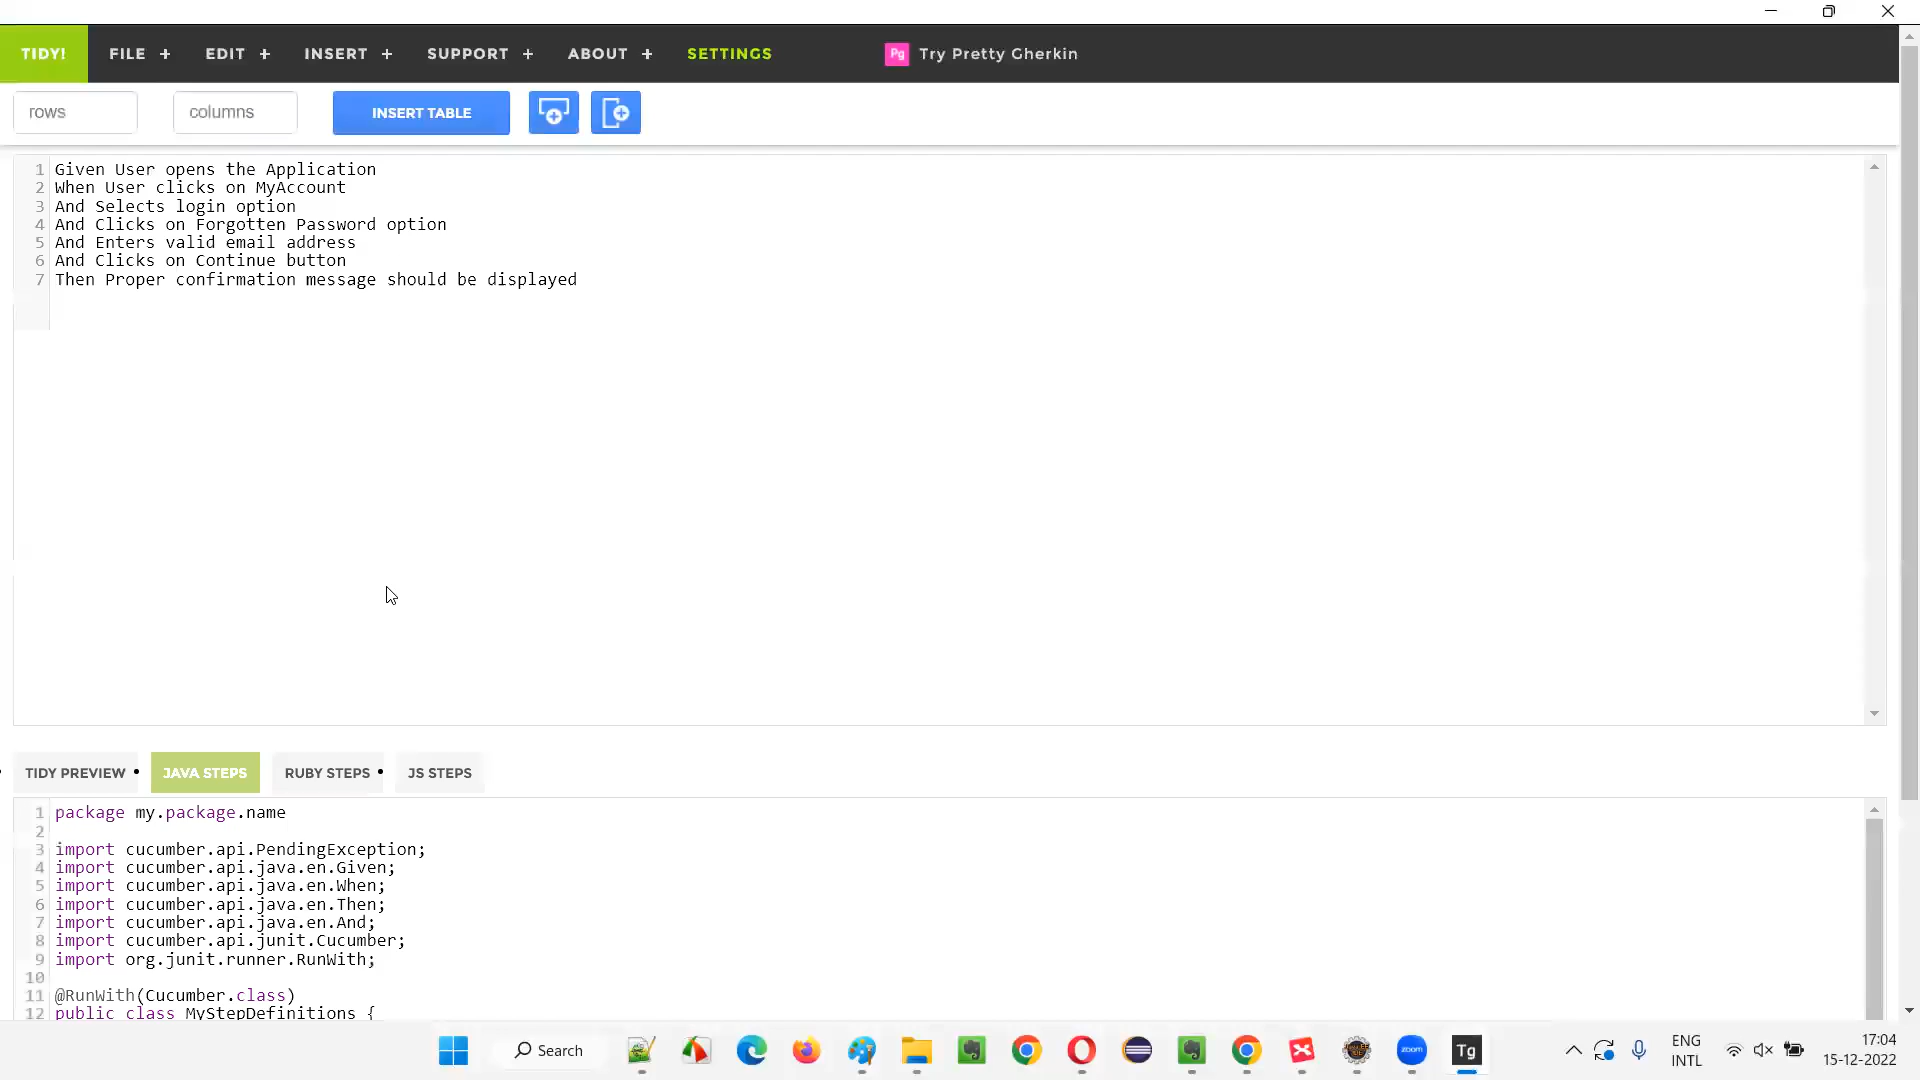 TIDY! FILE + EDIT + INSERT + SUPPORT + ABOUT + SETTINGS Pg Try Pretty Gherkin
rows columns INSERT TABLE
1 Given User opens the Application
2 When User clicks on MyAccount
3 And Selects login option
4 And Clicks on Forgotten Password option
5 And Enters valid email address
6 And Clicks on Continue button
7 Then Proper confirmation message should be displayed
TIDY PREVIEW • JAVA STEPS RUBY STEPS • JS STEPS
1 package my.package.name
2
3 import cucumber.api.PendingException;
4 import cucumber.api.java.en.Given;
5 import cucumber.api.java.en.When;
6 import cucumber.api.java.en.Then;
7 import cucumber.api.java.en.And;
8 import cucumber.api.junit.Cucumber;
9 import org.junit.runner.RunWith;
10
11 @RunWith(Cucumber.class)
12 public class MyStepDefinitions {
Search zoom Tg ENG 17:04
INTL 15-12-2022